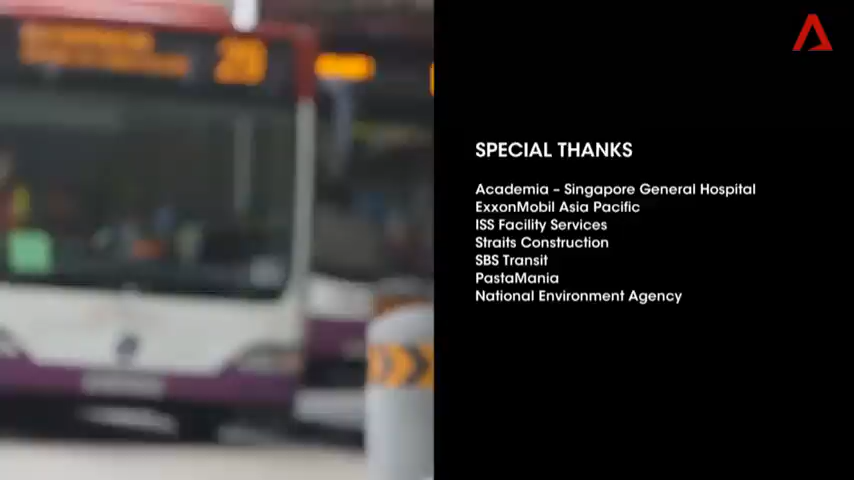 SPECIAL THANKS
Academia – Singapore General Hospital
ExxonMobil Asia Pacific
ISS Facility Services
Straits Construction
SBS Transit
PastaMania
National Environment Agency